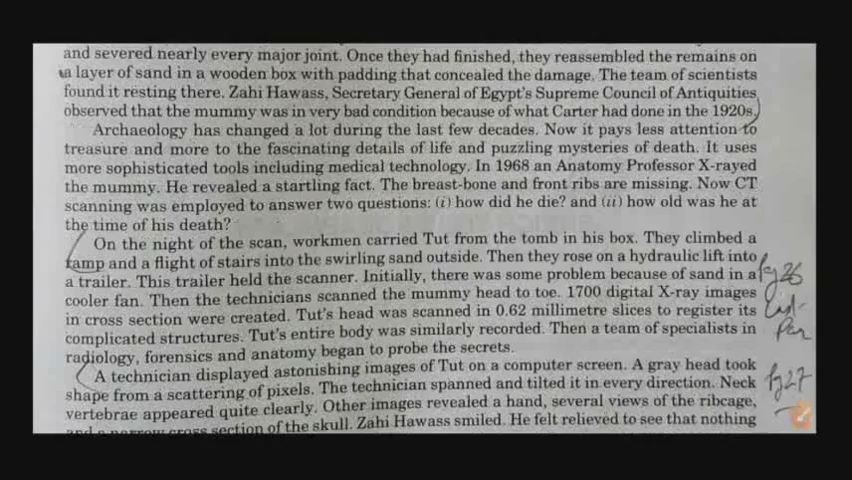 and severed nearly every major joint. Once they had finished, they reassembled the remains on
a layer of sand in a wooden box with padding that concealed the damage. The team of scientists
found it resting there. Zahi Hawass, Secretary General of Egypt's Supreme Council of Antiquities
observed that the mummy was in very bad condition because of what Carter had done in the 1920s.
Archaeology has changed a lot during the last few decades. Now it pays less attention to
treasure and more to the fascinating details of life and puzzling mysteries of death. It uses
more sophisticated tools including medical technology. In 1968 an Anatomy Professor X-rayed
the mummy. He revealed a startling fact. The breast-bone and front ribs are missing. Now CT
scanning was employed to answer two questions: (i) how did he die? and (ii) how old was he at
the time of his death?
On the night of the scan, workmen carried Tut from the tomb in his box. They climbed a
ramp and a flight of stairs into the swirling sand outside. Then they rose on a hydraulic lift into
a trailer. This trailer held the scanner. Initially, there was some problem because of sand in a
cooler fan. Then the technicians scanned the mummy head to toe. 1700 digital X-ray images
in cross section were created. Tut's head was scanned in 0.62 millimetre slices to register its
complicated structures. Tut's entire body was similarly recorded. Then a team of specialists in
radiology, forensics and anatomy began to probe the secrets.
A technician displayed astonishing images of Tut on a computer screen. A gray head took
shape from a scattering of pixels. The technician spanned and tilted it in every direction. Neck
vertebrae appeared quite clearly. Other images revealed a hand, several views of the ribcage,
and a narrow cross section of the skull. Zahi Hawass smiled. He felt relieved to see that nothing
pg 26
pg 27